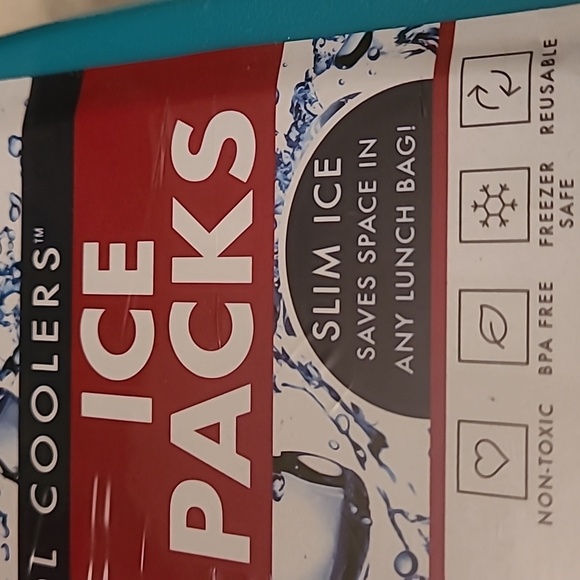 COOLERS™
ICE
PACKS
SLIM ICE
SAVES SPACE IN
ANY LUNCH BAG!
NON-TOXIC
BPA FREE
FREEZER
SAFE
REUSABLE